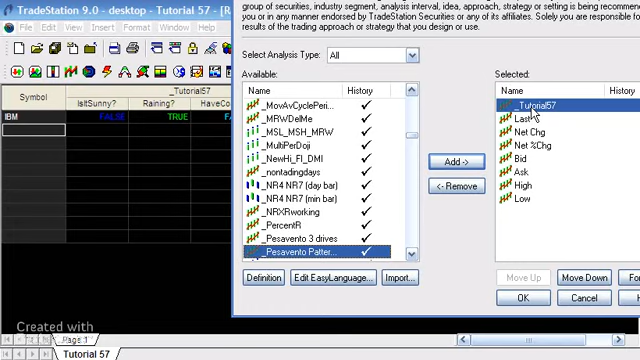 TradeStation 9.0 - desktop - Tutorial 57 - [R
File Edit View Insert Format
_Tutorial57
Symbol
IsItSunny?
Raining?
HaveCo
IBM
FALSE
TRUE
FA
group of securities, industry segment, analysis interval, idea, approach, strategy or setting is being recommen
you or in any manner endorsed by TradeStation Securities or any of its affiliates. Solely you are responsible fo
results of the trading approach or strategy that you design or use.
Select Analysis Type: All
Available:
Name History
_MovAvCyclePeri...
_MRWDelMe
_MSL_MSH_MRW
_MultiPerDoji
_NewHi_FI_DMI
_nontadingdays
_NR4 NR7 (day bar)
_NR4 NR7 (min bar)
_NRXRworking
_PercentR
_Pesavento 3 drives
_Pesavento Patter...
Definition
Edit EasyLanguage...
Import...
Add ->
<- Remove
Selected:
Name History
_Tutorial57
Last
Net Chg
Net %Chg
Bid
Ask
High
Low
Move Up
Move Down
For
OK
Cancel
H
Created with
Page 1
Tutorial 57